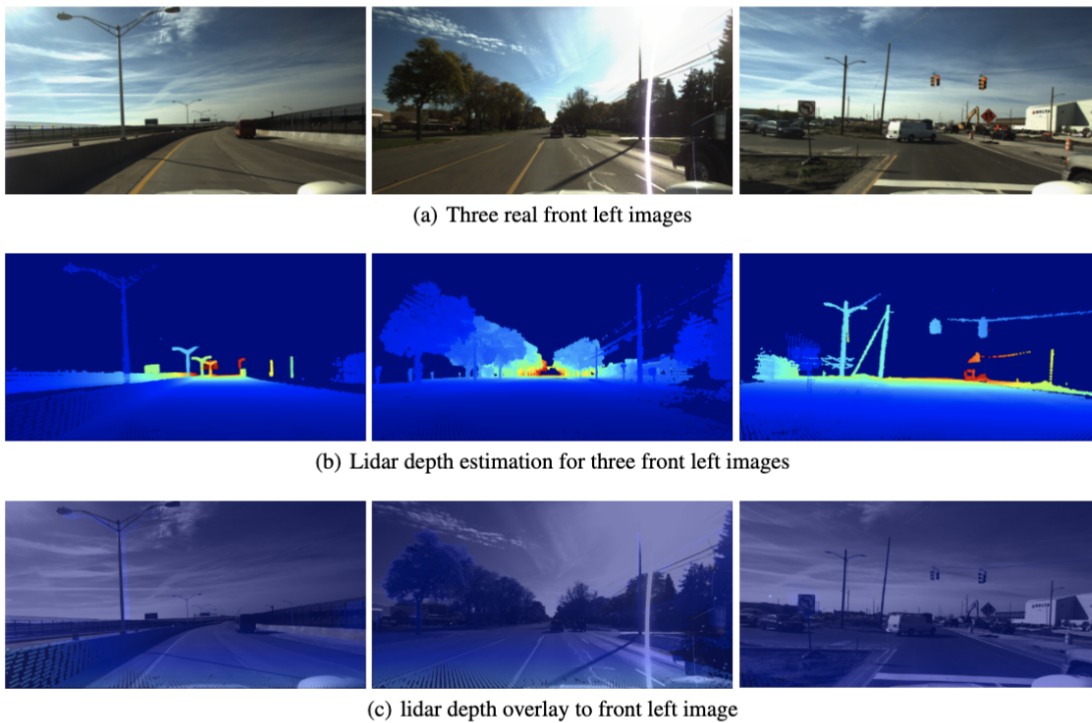 (a) Three real front left images
(b) Lidar depth estimation for three front left images
(c) lidar depth overlay to front left image